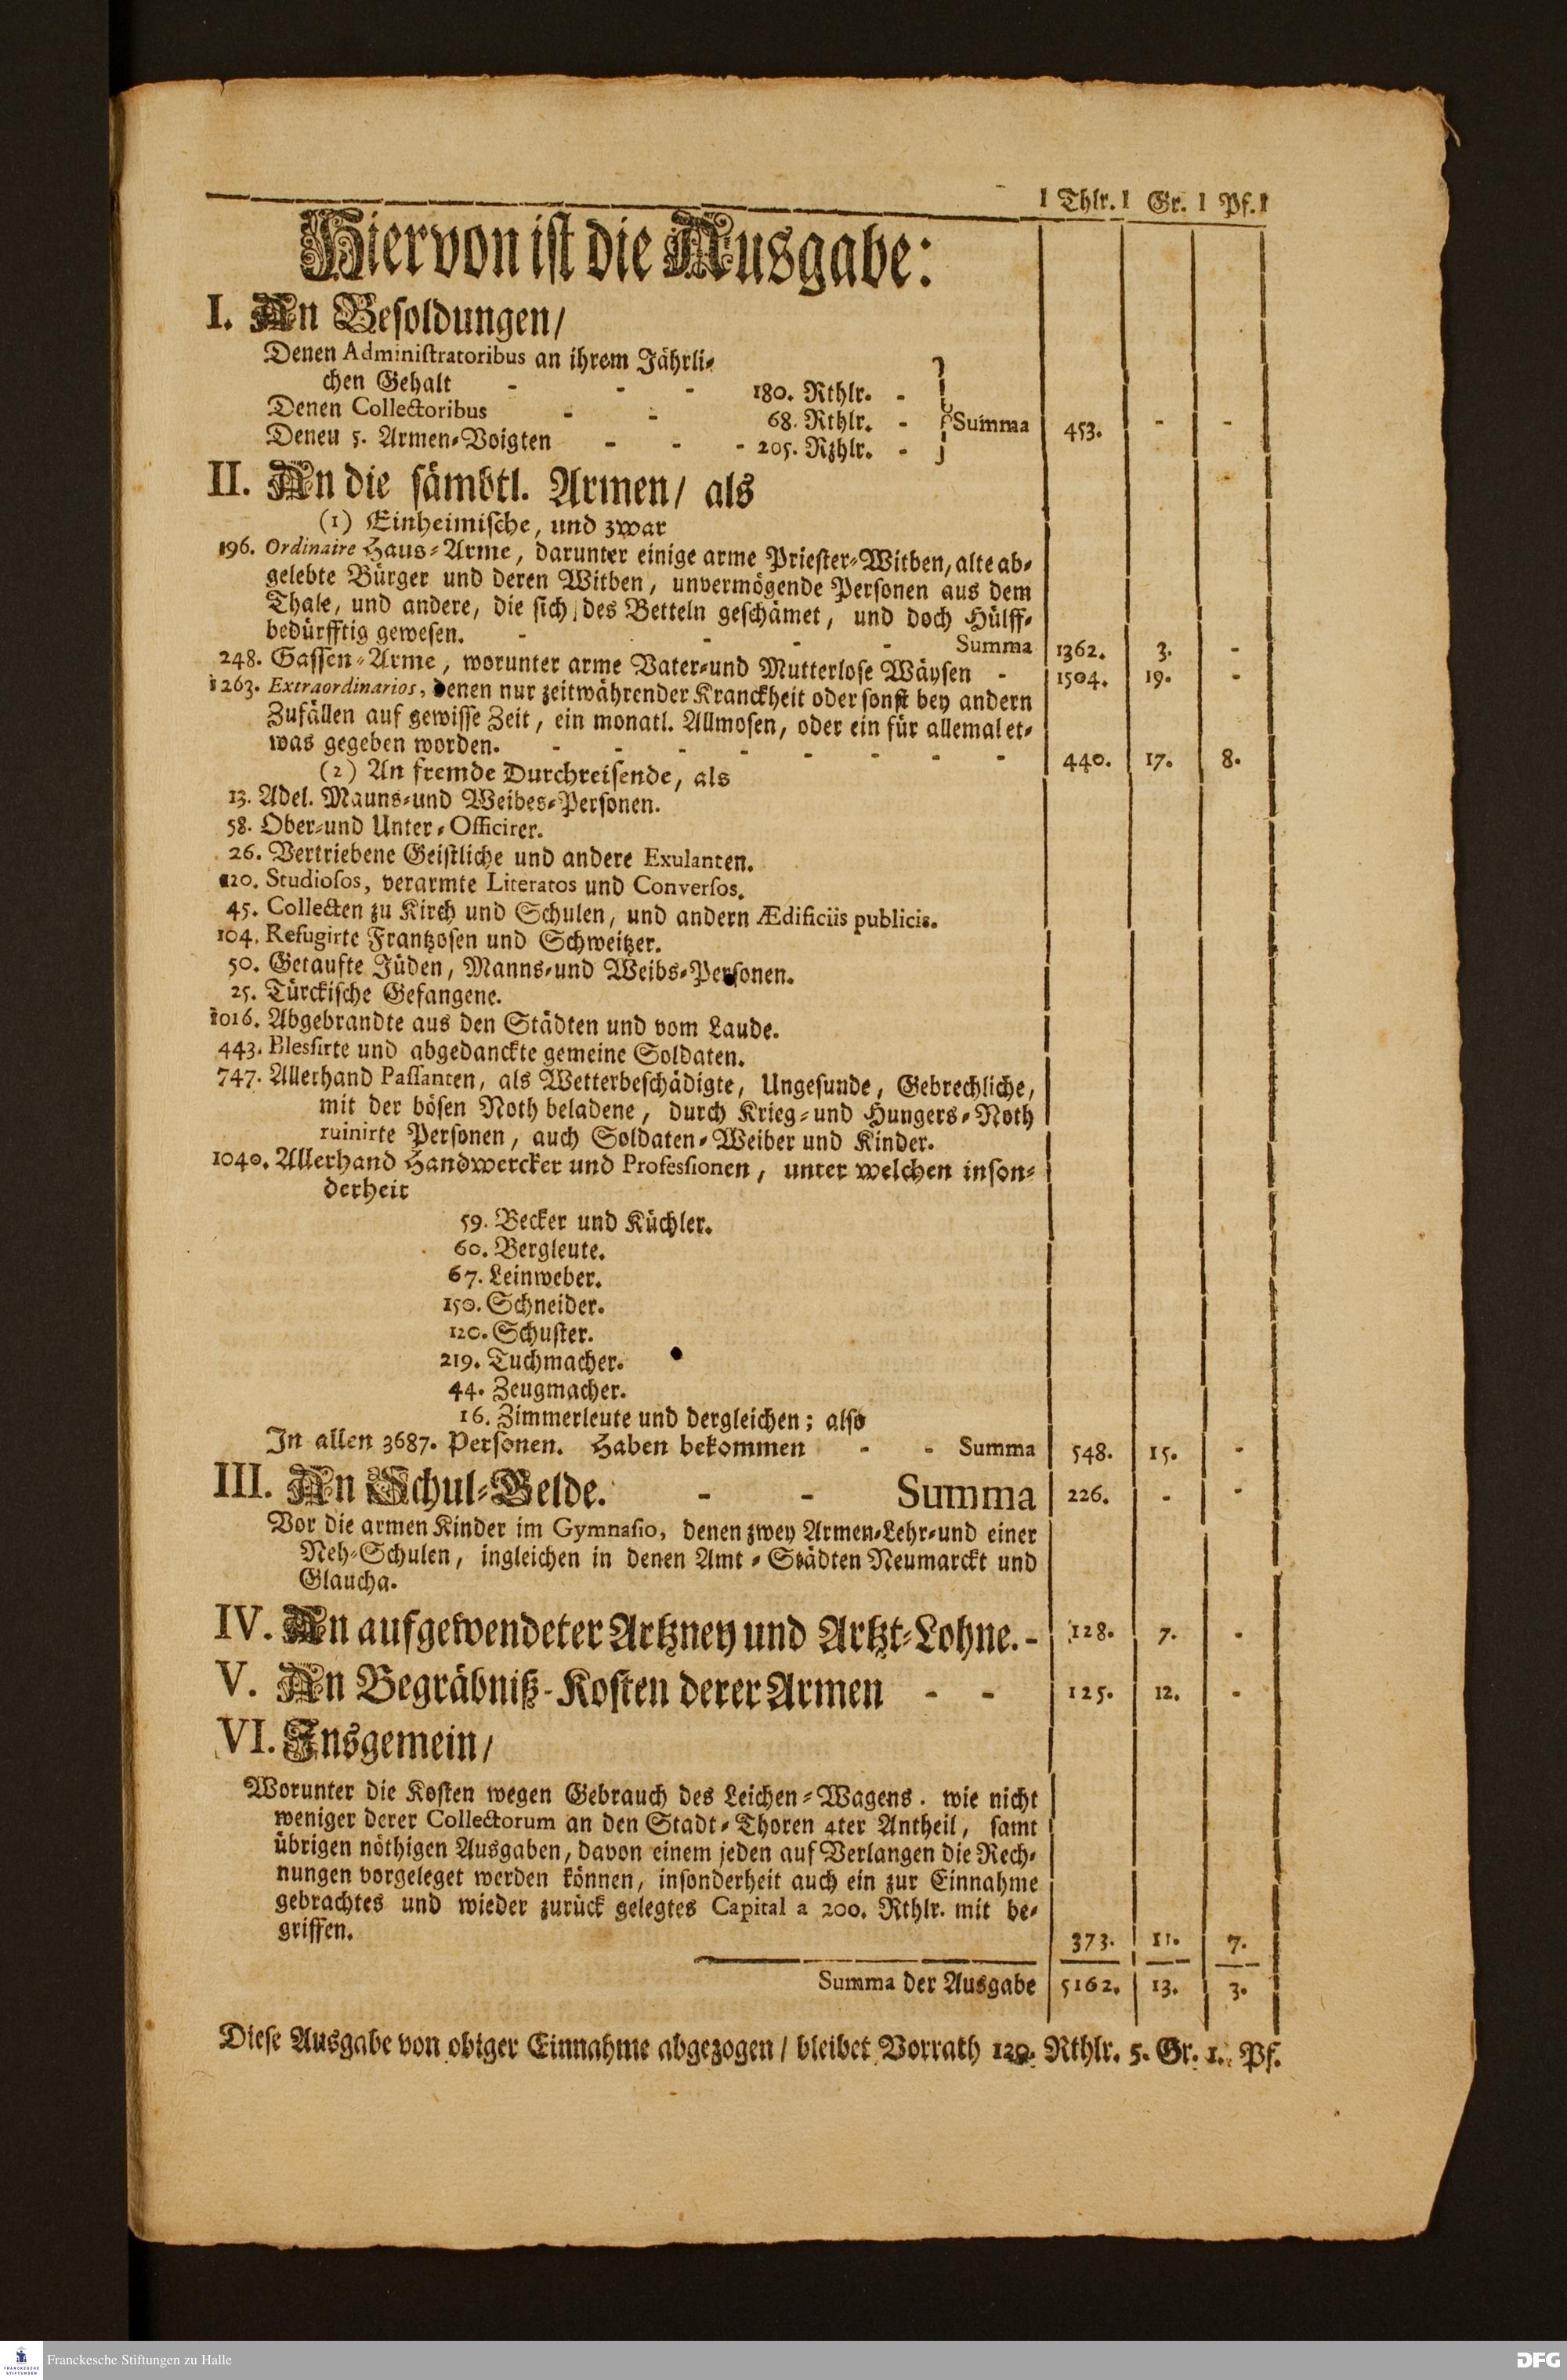 I Thlr. I Gr. I Pf. I
Hiervon ist die Ausgabe:
I. An Besoldungen/
Denen Administratoribus an ihrem Jährli-
chen Gehalt - - - 180. Rthlr. -
Denen Collectoribus - - 68. Rthlr. - Summa 453. - -
Deneu 5. Armen-Voigten - - - 205. Rzhlr. -
II. An die sämbtl. Armen/ als
(1) Einheimische, und zwar
196. Ordinaire Haus-Arme, darunter einige arme Priester-Witben, alte ab-
gelebte Bürger und deren Witben, unvermögende Personen aus dem
Thale, und andere, die sich des Betteln geschämet, und doch Hülff-
bedürfftig gewesen. - - - - Summa 1362. 3. -
248. Gassen-Arme, worunter arme Vater-und Mutterlose Wäysen - 1504. 19. -
1263. Extraordinarios, denen nur zeitwährender Kranckheit oder sonst bey andern
Zufällen auf gewisse Zeit, ein monatl. Allmosen, oder ein für allemal et-
was gegeben worden. - - - - - - - - 440. 17. 8.
(2) An fremde Durchreisende, als
13. Adel. Mauns-und Weibes-Personen.
58. Ober-und Unter-Officirer.
26. Vertriebene Geistliche und andere Exulanten.
120. Studiosos, verarmte Literatos und Conversos.
45. Collecten zu Kirch und Schulen, und andern Ædificiis publicis.
104. Refugirte Frantzosen und Schweitzer.
50. Getaufte Jüden, Manns-und Weibs-Personen.
25. Türckische Gefangene.
1016. Abgebrandte aus den Städten und vom Laude.
443. Blessirte und abgedanckte gemeine Soldaten.
747. Allerhand Passanten, als Wetterbeschädigte, Ungesunde, Gebrechliche,
mit der bösen Noth beladene, durch Krieg-und Hungers-Noth
ruinirte Personen, auch Soldaten-Weiber und Kinder.
1040. Allerhand Handwercker und Professionen, unter welchen inson-
derheit
59. Becker und Küchler.
60. Bergleute.
67. Leinweber.
150. Schneider.
120. Schuster.
219. Tuchmacher.
44. Zeugmacher.
16. Zimmerleute und dergleichen; also
In allen 3687. Personen. Haben bekommen - - Summa 548. 15. -
III. An Schul-Gelde. - - Summa 226. - -
Vor die armen Kinder im Gymnasio, denen zwey Armen-Lehr-und einer
Neh-Schulen, ingleichen in denen Amt-Städten Neumarckt und
Glaucha.
IV. An aufgewendeter Artzney und Artzt-Lohne. - 128. 7. -
V. An Begräbniß-Kosten derer Armen - - 125. 12. -
VI. Insgemein/
Worunter die Kosten wegen Gebrauch des Leichen-Wagens. wie nicht
weniger derer Collectorum an den Stadt-Thoren 4ter Antheil, samt
übrigen nöthigen Ausgaben, davon einem jeden auf Verlangen die Rech-
nungen vorgeleget werden können, insonderheit auch ein zur Einnahme
gebrachtes und wieder zurück gelegtes Capital a 200. Rthlr. mit be-
griffen. 373. 11. 7.
Summa der Ausgabe 5162. 13. 3.
Diese Ausgabe von obiger Einnahme abgezogen/ bleibet Vorrath Rthlr. 5. Gr. 1. Pf.
FRANCKESCHE STIFTUNGEN
Franckesche Stiftungen zu Halle
DFG